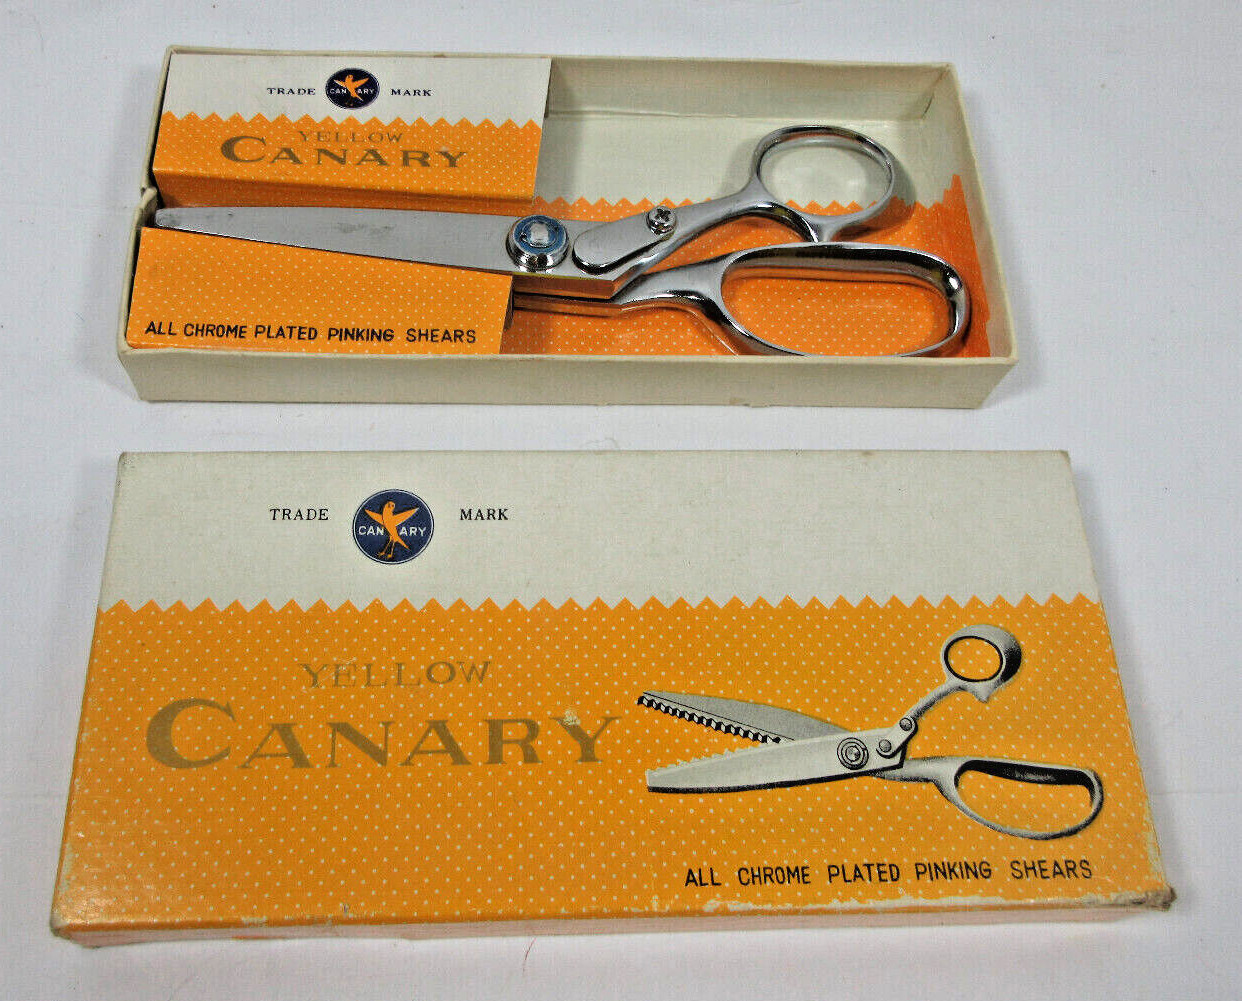 TRADE CANARY MARK
YELLOW
CANARY
ALL CHROME PLATED PINKING SHEARS
TRADE CANARY MARK
YELLOW
CANARY
ALL CHROME PLATED PINKING SHEARS